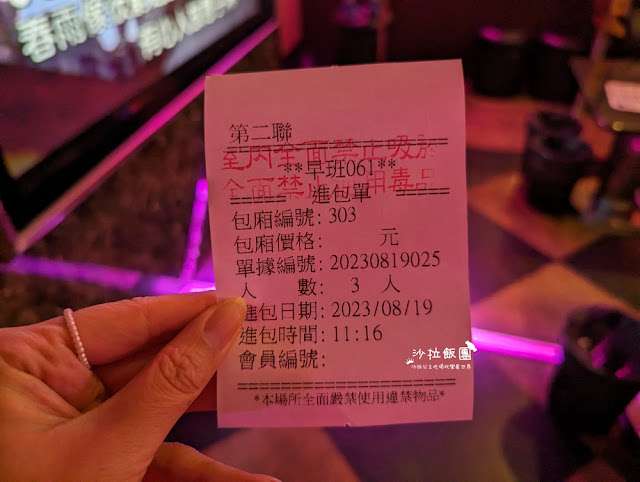 春雨
第二聯
室內全面禁止吸菸
**早班061**
全面禁止使用毒品
進包單
包廂編號: 303
包廂價格: 元
單據編號: 20230819025
人 數: 3 人
進包日期: 2023/08/19
進包時間: 11:16
會員編號:
*本場所全面嚴禁使用違禁物品*
沙拉飯團